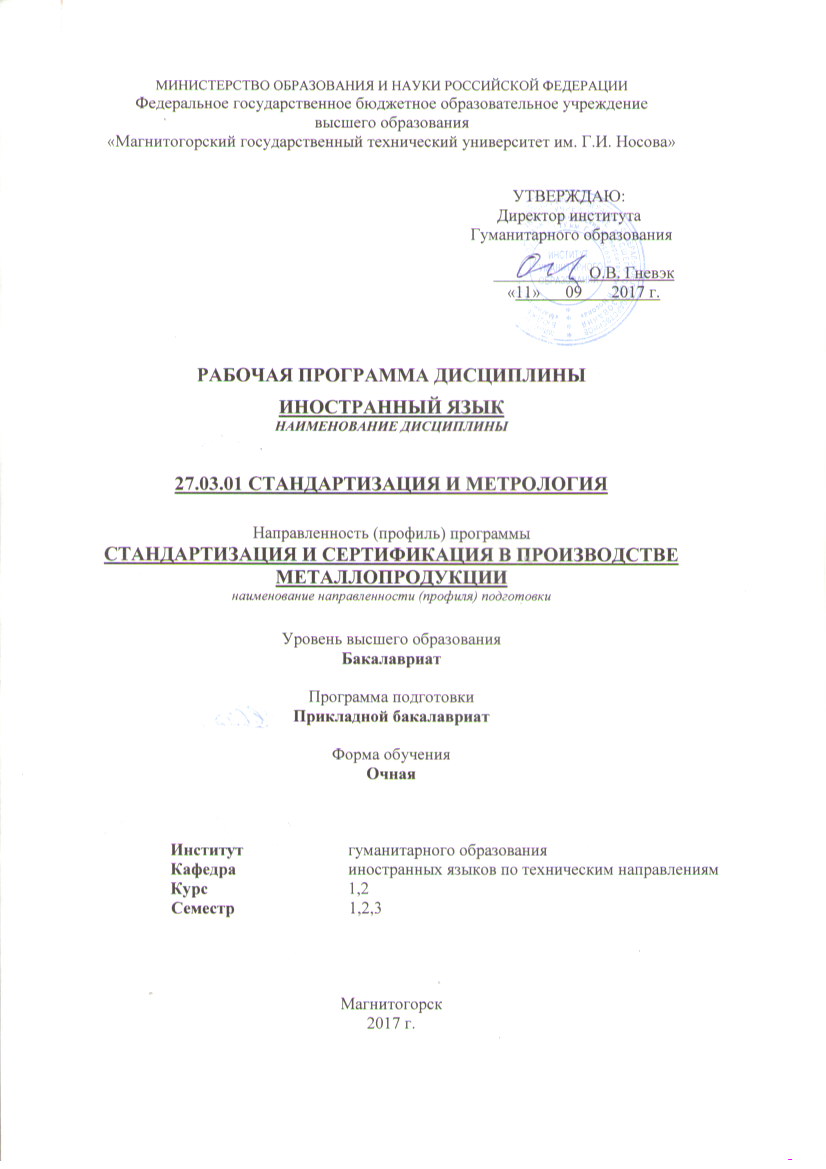 МИНИСТЕРСТВО ОБРАЗОВАНИЯ И НАУКИ РОССИЙСКОЙ ФЕДЕРАЦИИ
Федеральное государственное бюджетное образовательное учреждение
высшего образования
«Магнитогорский государственный технический университет им. Г.И. Носова»
УТВЕРЖДАЮ:
Директор института
Гуманитарного образования
О.В. Гневэк
«11» 09 2017 г.
РАБОЧАЯ ПРОГРАММА ДИСЦИПЛИНЫ
ИНОСТРАННЫЙ ЯЗЫК
НАИМЕНОВАНИЕ ДИСЦИПЛИНЫ
27.03.01 СТАНДАРТИЗАЦИЯ И МЕТРОЛОГИЯ
Направленность (профиль) программы
СТАНДАРТИЗАЦИЯ И СЕРТИФИКАЦИЯ В ПРОИЗВОДСТВЕ
МЕТАЛЛОПРОДУКЦИИ
наименование направленности (профиля) подготовки
Уровень высшего образования
Бакалавриат
Программа подготовки
Прикладной бакалавриат
Форма обучения
Очная
Институт гуманитарного образования
Кафедра иностранных языков по техническим направлениям
Курс 1,2
Семестр 1,2,3
Магнитогорск
2017 г.